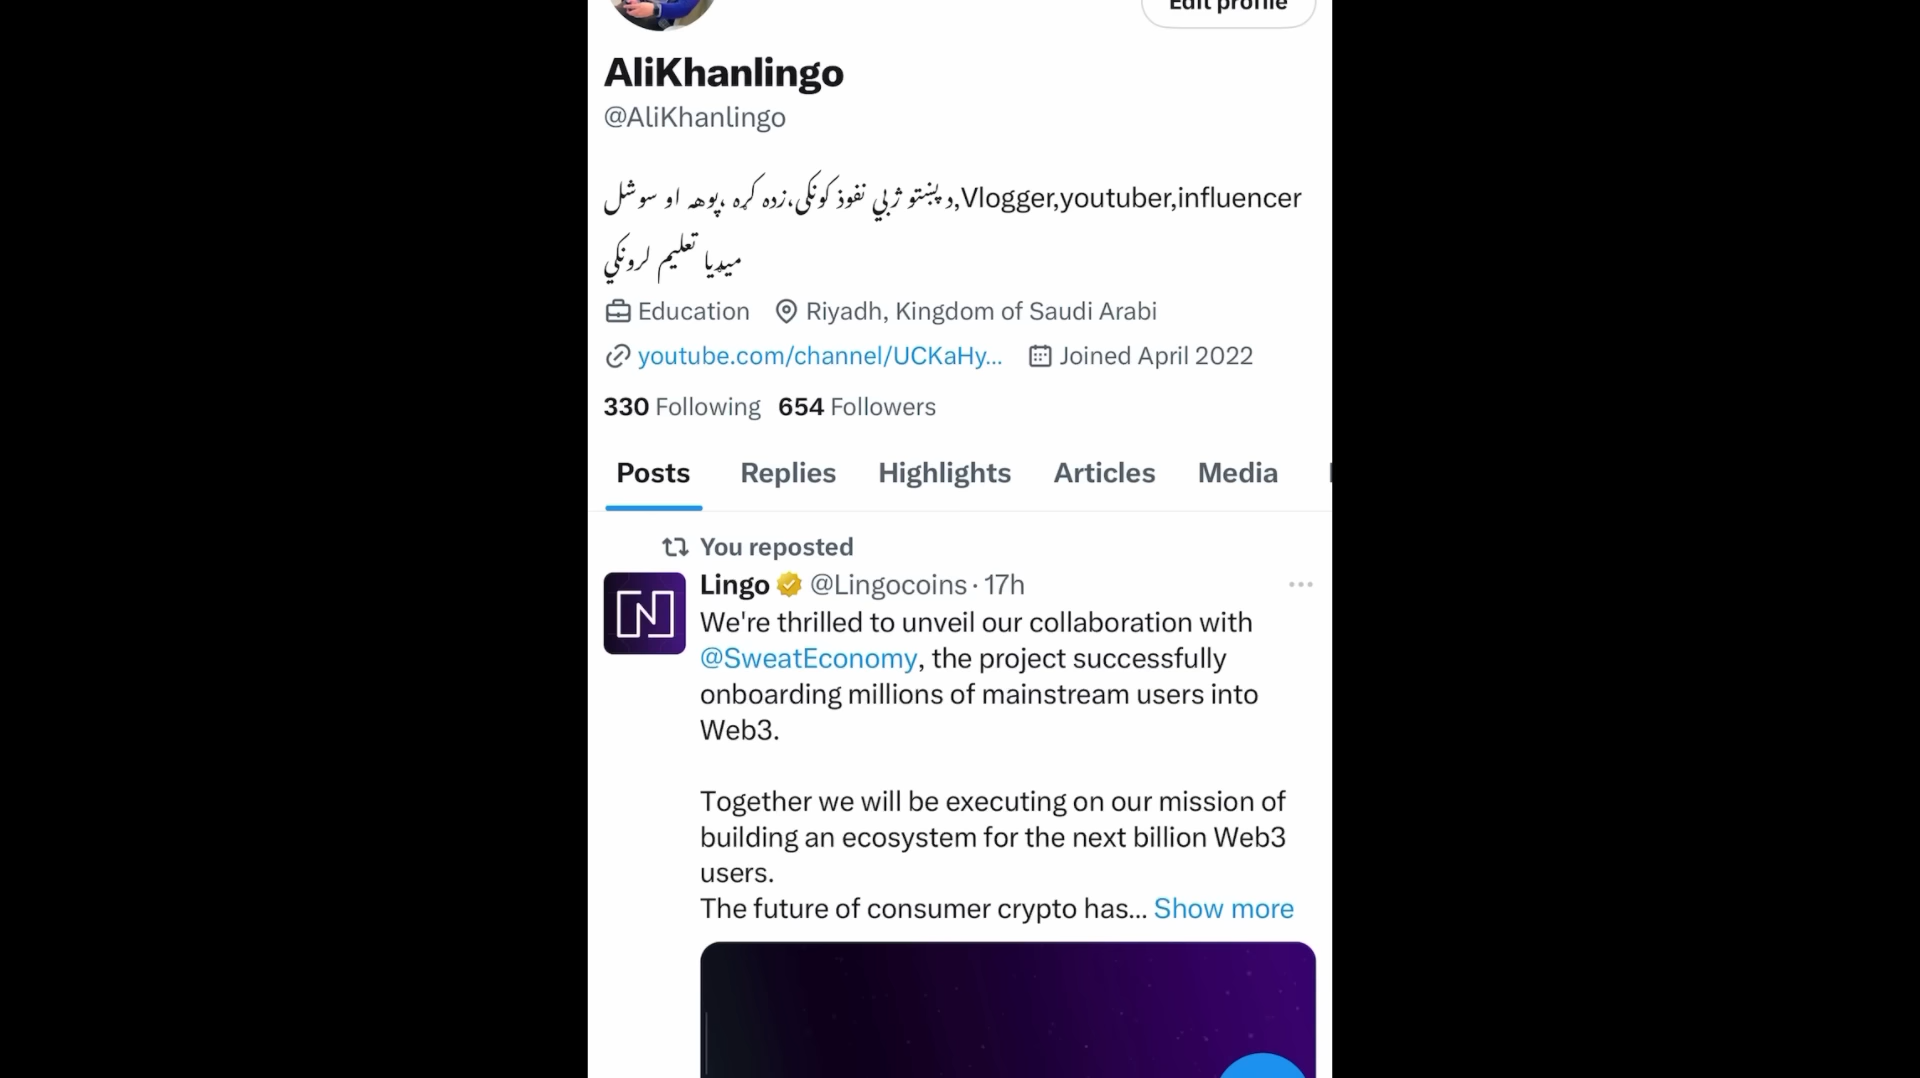 Edit profile
AliKhanlingo
@AliKhanlingo
Vlogger,youtuber,influencer,د پښتو ژبې نفوذ کونکی،زده کړه ،پوهه او سوشل
میډیا تعلیم لرونکي
Education Riyadh, Kingdom of Saudi Arabi
youtube.com/channel/UCKaHy... Joined April 2022
330 Following 654 Followers
Posts Replies Highlights Articles Media
You reposted
Lingo @Lingocoins · 17h
We're thrilled to unveil our collaboration with
@SweatEconomy, the project successfully
onboarding millions of mainstream users into
Web3.
Together we will be executing on our mission of
building an ecosystem for the next billion Web3
users.
The future of consumer crypto has... Show more